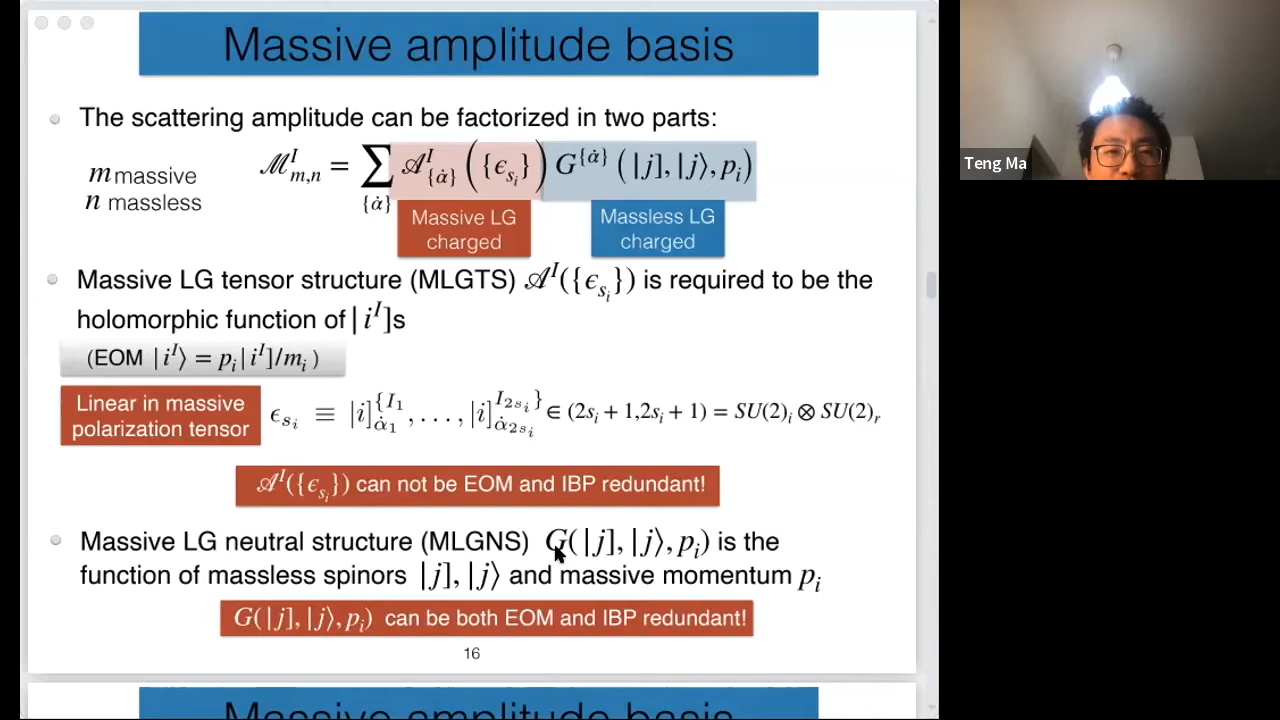 Massive amplitude basis
The scattering amplitude can be factorized in two parts:
m massive
n massless
ℳ^I_{m,n} = ∑_{{α̇}} 𝒜^I_{{α̇}} ({ϵ_{s_i}}) G^{{α̇}} (|j], |j⟩, p_i)
Massive LG charged
Massless LG charged
Massive LG tensor structure (MLGTS) 𝒜^I({ϵ_{s_i}}) is required to be the
holomorphic function of |i^I]s
(EOM |i^I⟩ = p_i|i^I]/m_i )
Linear in massive
polarization tensor
ϵ_{s_i} ≡ |i]^{{I_1}_{α̇_1}, . . . , |i]^{I_{2s_i}}}_{α̇_{2s_i}} ∈ (2s_i + 1,2s_i + 1) = SU(2)_i ⊗ SU(2)_r
𝒜^I({ϵ_{s_i}}) can not be EOM and IBP redundant!
Massive LG neutral structure (MLGNS) G(|j], |j⟩, p_i) is the
function of massless spinors |j], |j⟩ and massive momentum p_i
G(|j], |j⟩, p_i) can be both EOM and IBP redundant!
16
Massive amplitude basis
Teng Ma